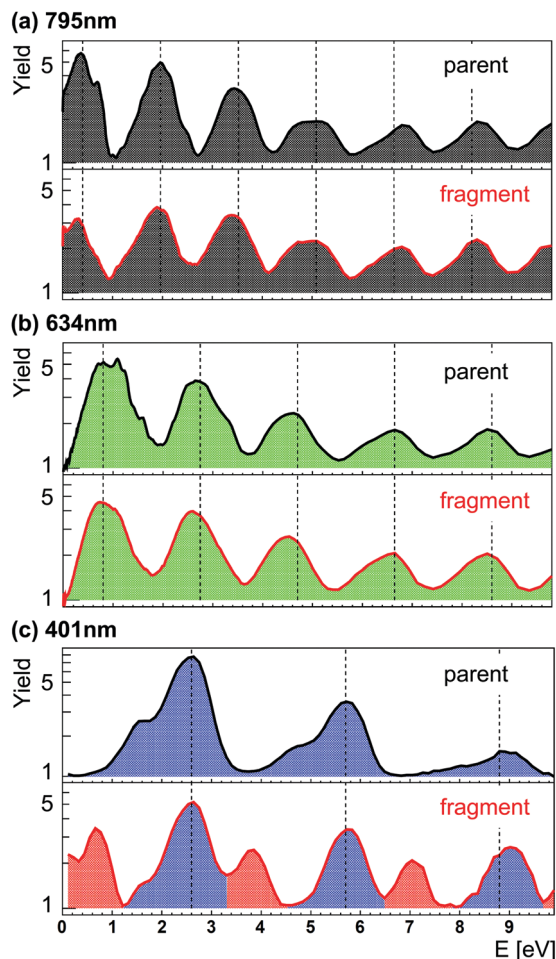 (a) 795nm
Yield
5
parent
1
5
fragment
1
(b) 634nm
Yield
5
parent
1
5
fragment
1
(c) 401nm
Yield
5
parent
1
5
fragment
1
0 1 2 3 4 5 6 7 8 9
E [eV]